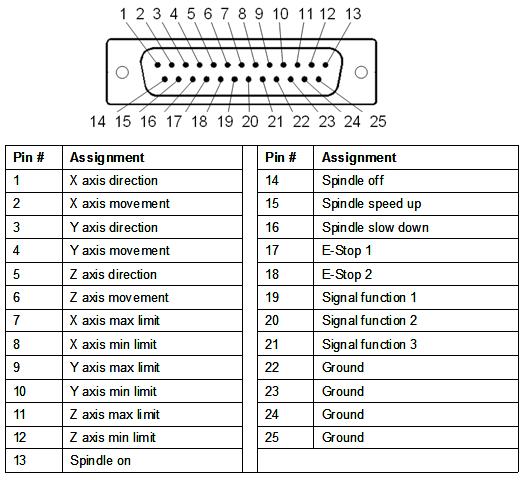 1 2 3 4 5 6 7 8 9 10 11 12 13
14 15 16 17 18 19 20 21 22 23 24 25
Pin # Assignment Pin # Assignment
1 X axis direction 14 Spindle off
2 X axis movement 15 Spindle speed up
3 Y axis direction 16 Spindle slow down
4 Y axis movement 17 E-Stop 1
5 Z axis direction 18 E-Stop 2
6 Z axis movement 19 Signal function 1
7 X axis max limit 20 Signal function 2
8 X axis min limit 21 Signal function 3
9 Y axis max limit 22 Ground
10 Y axis min limit 23 Ground
11 Z axis max limit 24 Ground
12 Z axis min limit 25 Ground
13 Spindle on